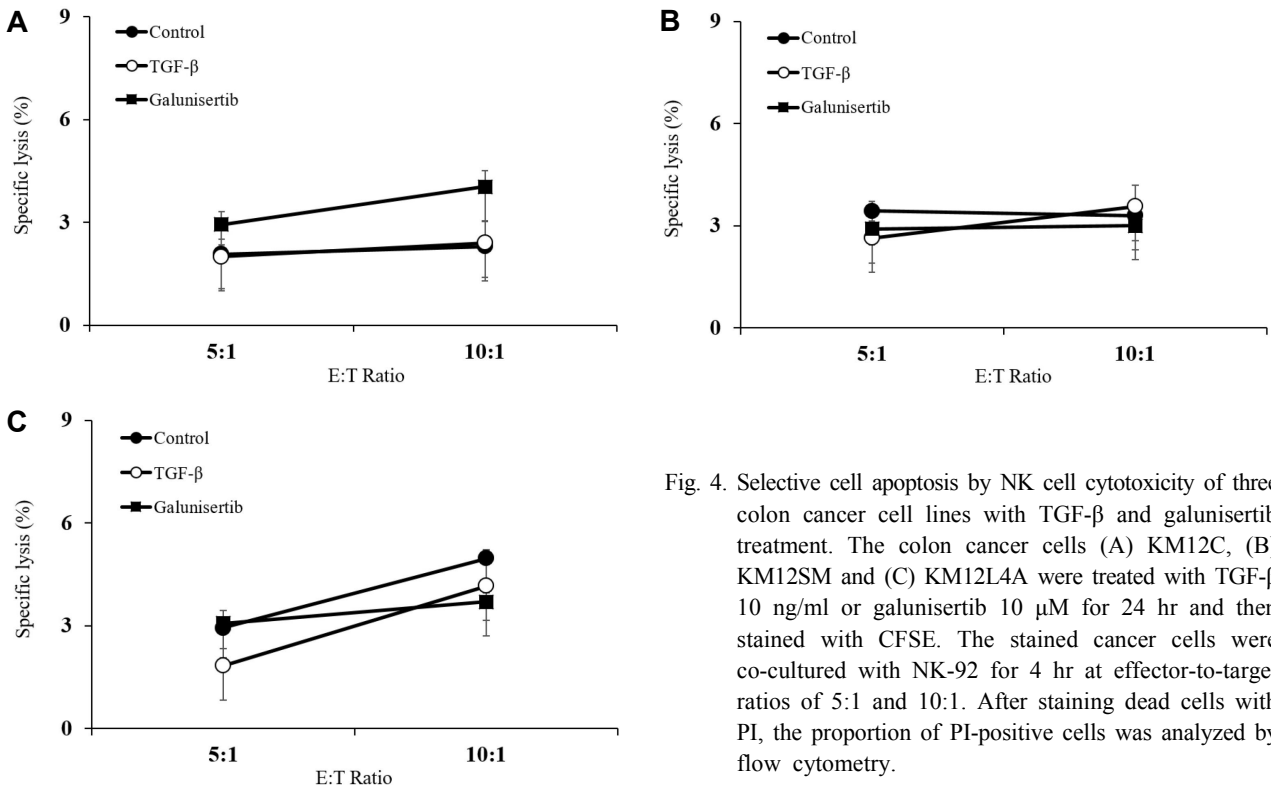 A
9
6
3
0
Specific lysis (%)
Control
TGF-β
Galunisertib
5:1
10:1
E:T Ratio
B
9
6
3
0
Specific lysis (%)
Control
TGF-β
Galunisertib
5:1
10:1
E:T Ratio
C
9
6
3
0
Specific lysis (%)
Control
TGF-β
Galunisertib
5:1
10:1
E:T Ratio
Fig. 4. Selective cell apoptosis by NK cell cytotoxicity of three
colon cancer cell lines with TGF-β and galunisertib
treatment. The colon cancer cells (A) KM12C, (B)
KM12SM and (C) KM12L4A were treated with TGF-β
10 ng/ml or galunisertib 10 μM for 24 hr and then
stained with CFSE. The stained cancer cells were
co-cultured with NK-92 for 4 hr at effector-to-target
ratios of 5:1 and 10:1. After staining dead cells with
PI, the proportion of PI-positive cells was analyzed by
flow cytometry.